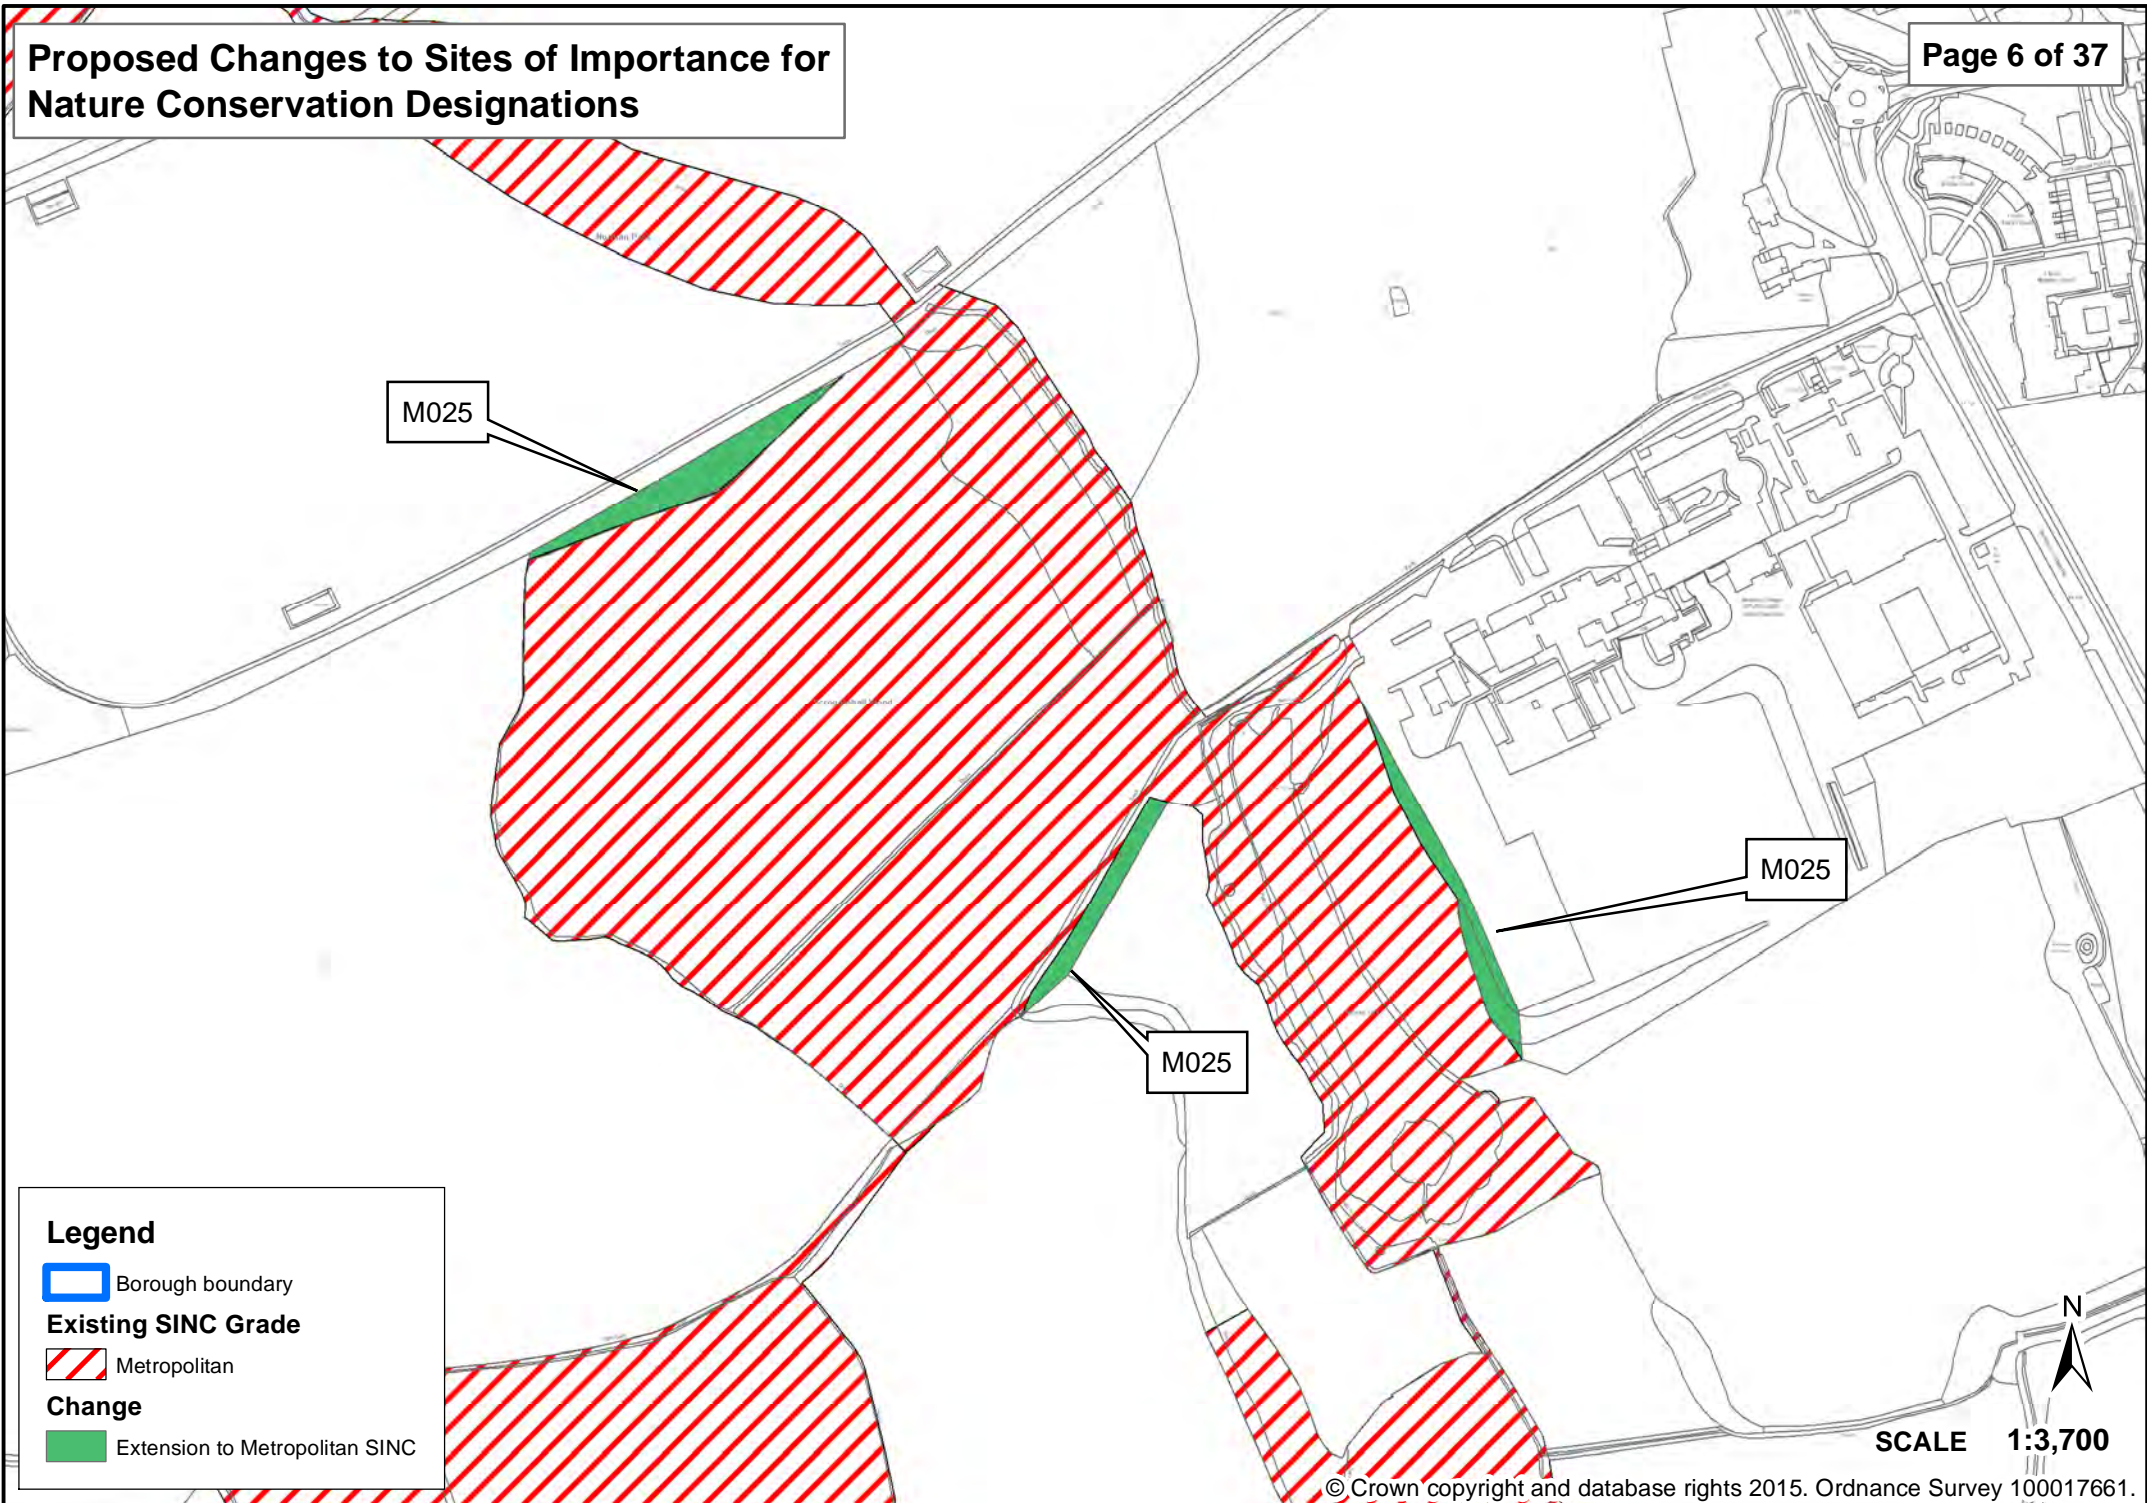 Proposed Changes to Sites of Importance for
Nature Conservation Designations
Page 6 of 37
M025
M025
M025
Legend
Borough boundary
Existing SINC Grade
Metropolitan
Change
Extension to Metropolitan SINC
N
SCALE 1:3,700
© Crown copyright and database rights 2015. Ordnance Survey 100017661.